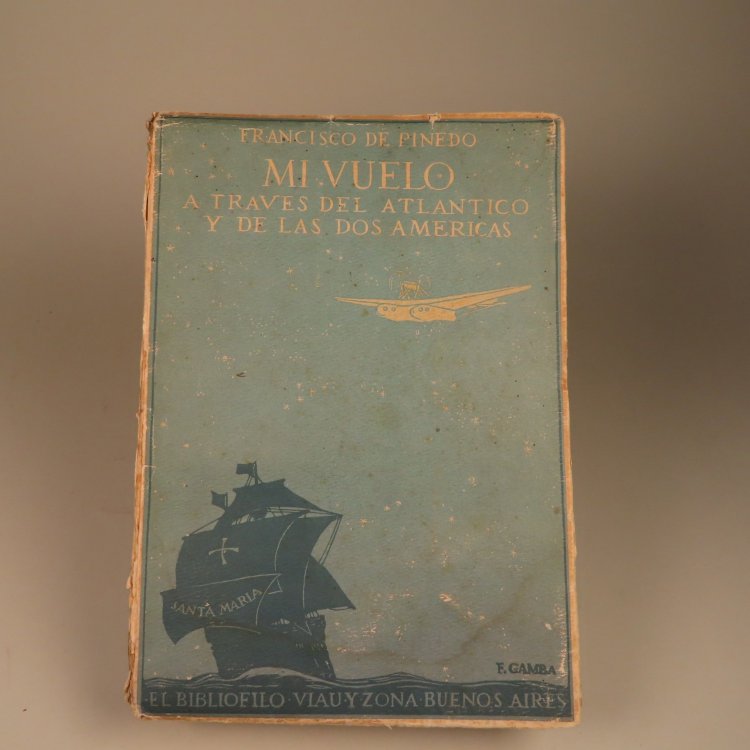 FRANCISCO DE PINEDO
MI·VUELO·
A TRAVES DEL ATLANTICO
Y DE LAS DOS AMERICAS
SANTA MARIA
F. GAMBA
EL BIBLIOFILO·VIAU·Y ZONA·BUENOS AIRES